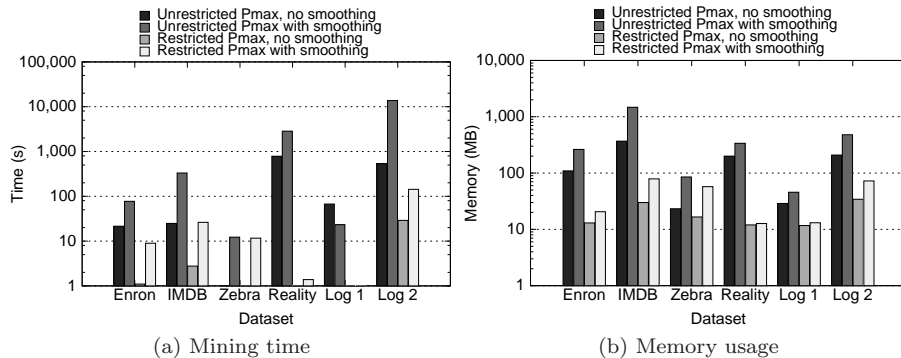 Unrestricted Pmax, no smoothing
Unrestricted Pmax with smoothing
Restricted Pmax, no smoothing
Restricted Pmax with smoothing
100,000
10,000
1,000
100
10
1
Time (s)
Enron IMDB Zebra Reality Log 1 Log 2
Dataset
(a) Mining time
Unrestricted Pmax, no smoothing
Unrestricted Pmax with smoothing
Restricted Pmax, no smoothing
Restricted Pmax with smoothing
10,000
1,000
100
10
1
Memory (MB)
Enron IMDB Zebra Reality Log 1 Log 2
Dataset
(b) Memory usage